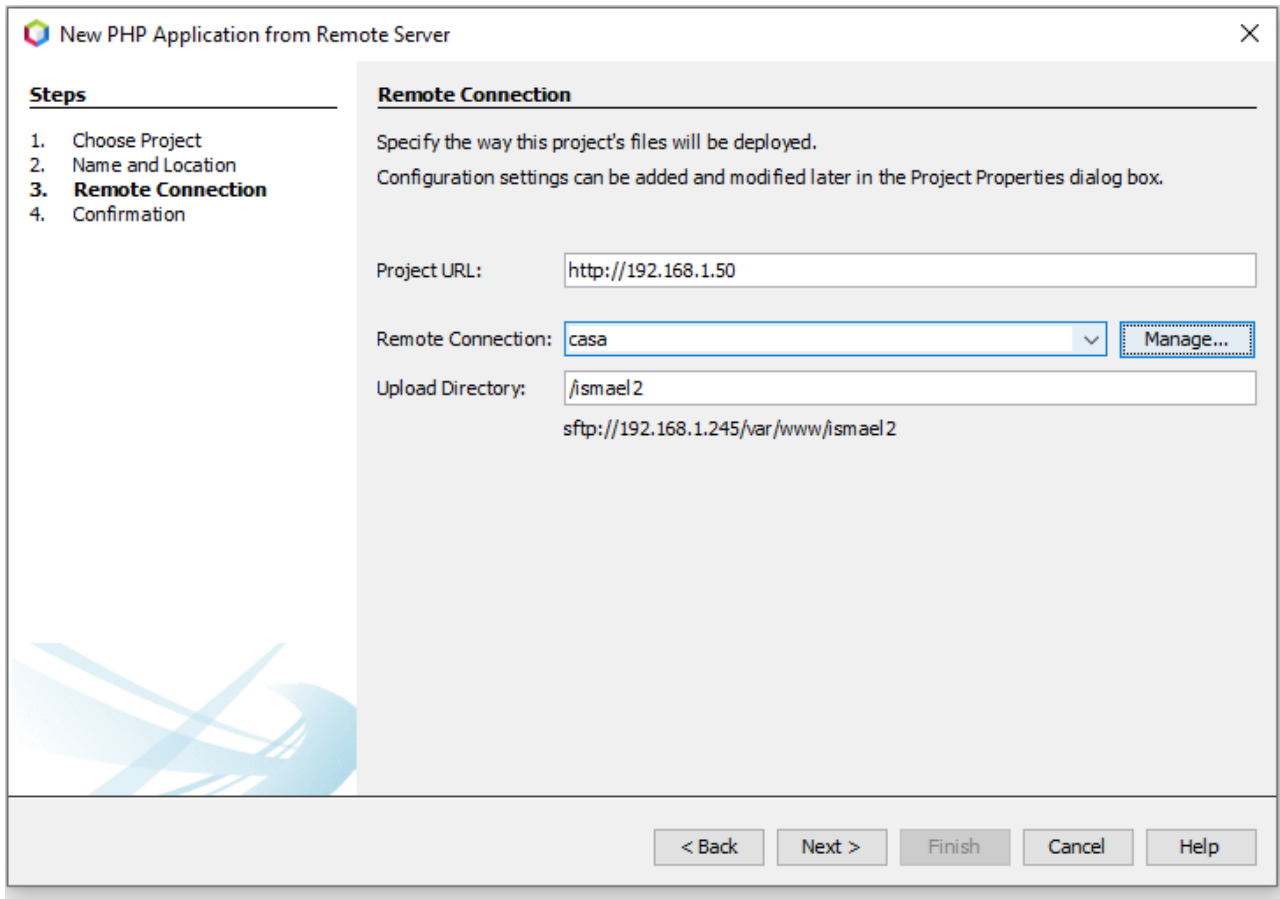 New PHP Application from Remote Server
Steps
1. Choose Project
2. Name and Location
3. Remote Connection
4. Confirmation
Remote Connection
Specify the way this project's files will be deployed.
Configuration settings can be added and modified later in the Project Properties dialog box.
Project URL: http://192.168.1.50
Remote Connection: casa Manage...
Upload Directory: /ismael2
sftp://192.168.1.245/var/www/ismael2
< Back Next > Finish Cancel Help